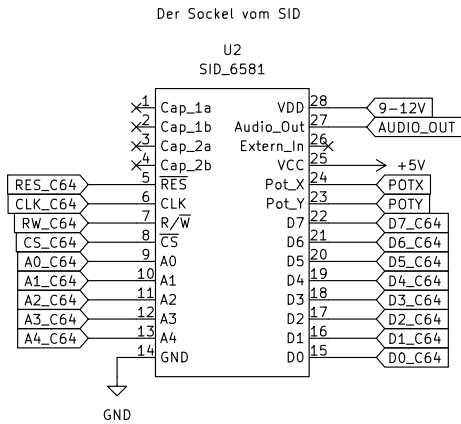 Der Sockel vom SID
U2
SID_6581
1 Cap_1a VDD 28 9-12V
2 Cap_1b Audio_Out 27 AUDIO_OUT
3 Cap_2a Extern_In 26
4 Cap_2b VCC 25 +5V
RES_C64 5 RES Pot_X 24 POTX
CLK_C64 6 CLK Pot_Y 23 POTY
RW_C64 7 R/W D7 22 D7_C64
CS_C64 8 CS D6 21 D6_C64
A0_C64 9 A0 D5 20 D5_C64
A1_C64 10 A1 D4 19 D4_C64
A2_C64 11 A2 D3 18 D3_C64
A3_C64 12 A3 D2 17 D2_C64
A4_C64 13 A4 D1 16 D1_C64
14 GND D0 15 D0_C64
GND